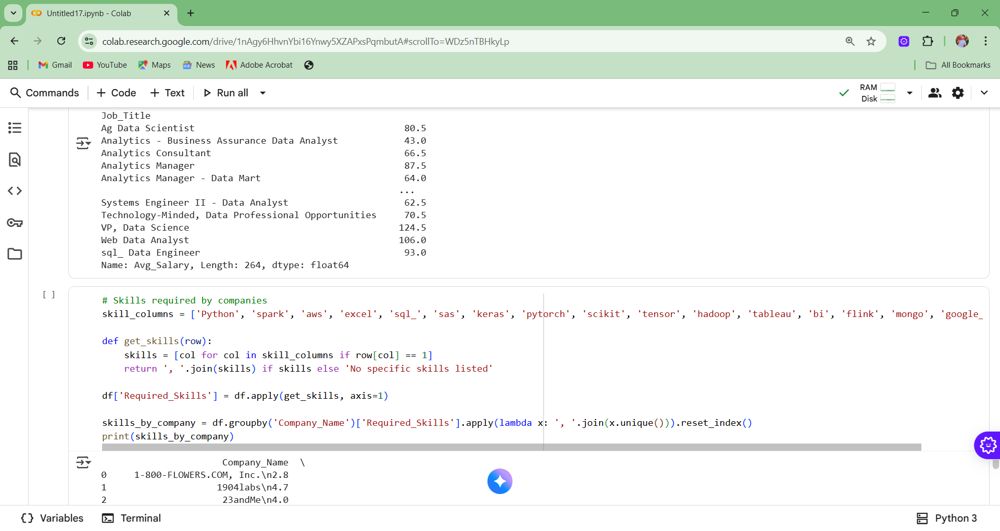 Untitled17.ipynb - Colab
colab.research.google.com/drive/1nAgy6HhvnYbi16Ynwy5XZAPxsPqmbutA#scrollTo=WDz5nTBHkyLp
Gmail YouTube Maps News Adobe Acrobat All Bookmarks
Commands + Code + Text Run all RAM
Disk
Job_Title
Ag Data Scientist 80.5
Analytics - Business Assurance Data Analyst 43.0
Analytics Consultant 66.5
Analytics Manager 87.5
Analytics Manager - Data Mart 64.0
...
Systems Engineer II - Data Analyst 62.5
Technology-Minded, Data Professional Opportunities 70.5
VP, Data Science 124.5
Web Data Analyst 106.0
sql_ Data Engineer 93.0
Name: Avg_Salary, Length: 264, dtype: float64
[ ]
# Skills required by companies
skill_columns = ['Python', 'spark', 'aws', 'excel', 'sql_', 'sas', 'keras', 'pytorch', 'scikit', 'tensor', 'hadoop', 'tableau', 'bi', 'flink', 'mongo', 'google_
def get_skills(row):
    skills = [col for col in skill_columns if row[col] == 1]
    return ', '.join(skills) if skills else 'No specific skills listed'
df['Required_Skills'] = df.apply(get_skills, axis=1)
skills_by_company = df.groupby('Company_Name')['Required_Skills'].apply(lambda x: ', '.join(x.unique())).reset_index()
print(skills_by_company)
Company_Name \
0 1-800-FLOWERS.COM, Inc.\n2.8
1 1904labs\n4.7
2 23andMe\n4.0
{} Variables Terminal Python 3